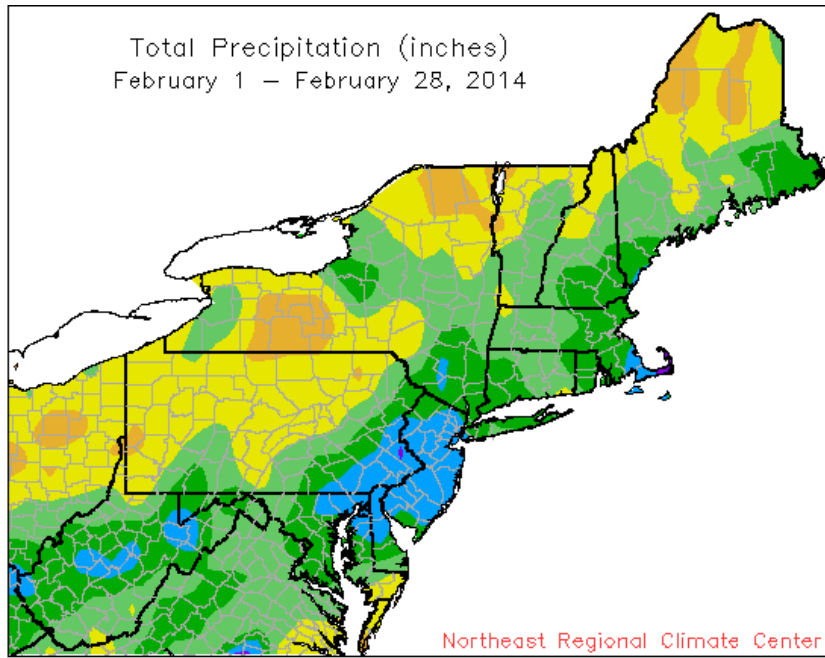 Total Precipitation (inches)
February 1 – February 28, 2014
Northeast Regional Climate Center